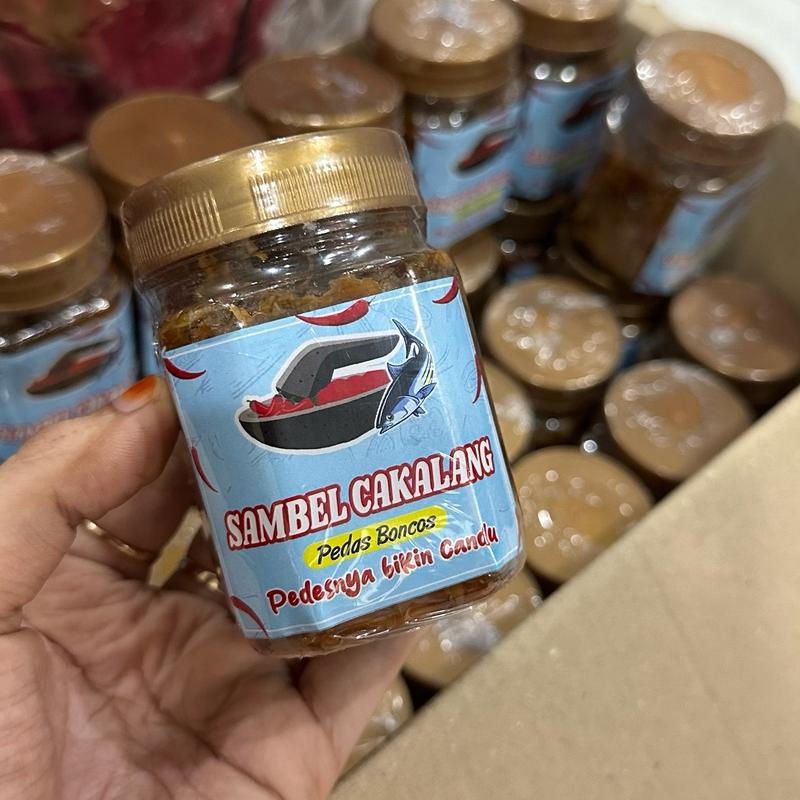 SAMBEL CAKALANG
Pedas Boncos
Pedesnya bikin Candu